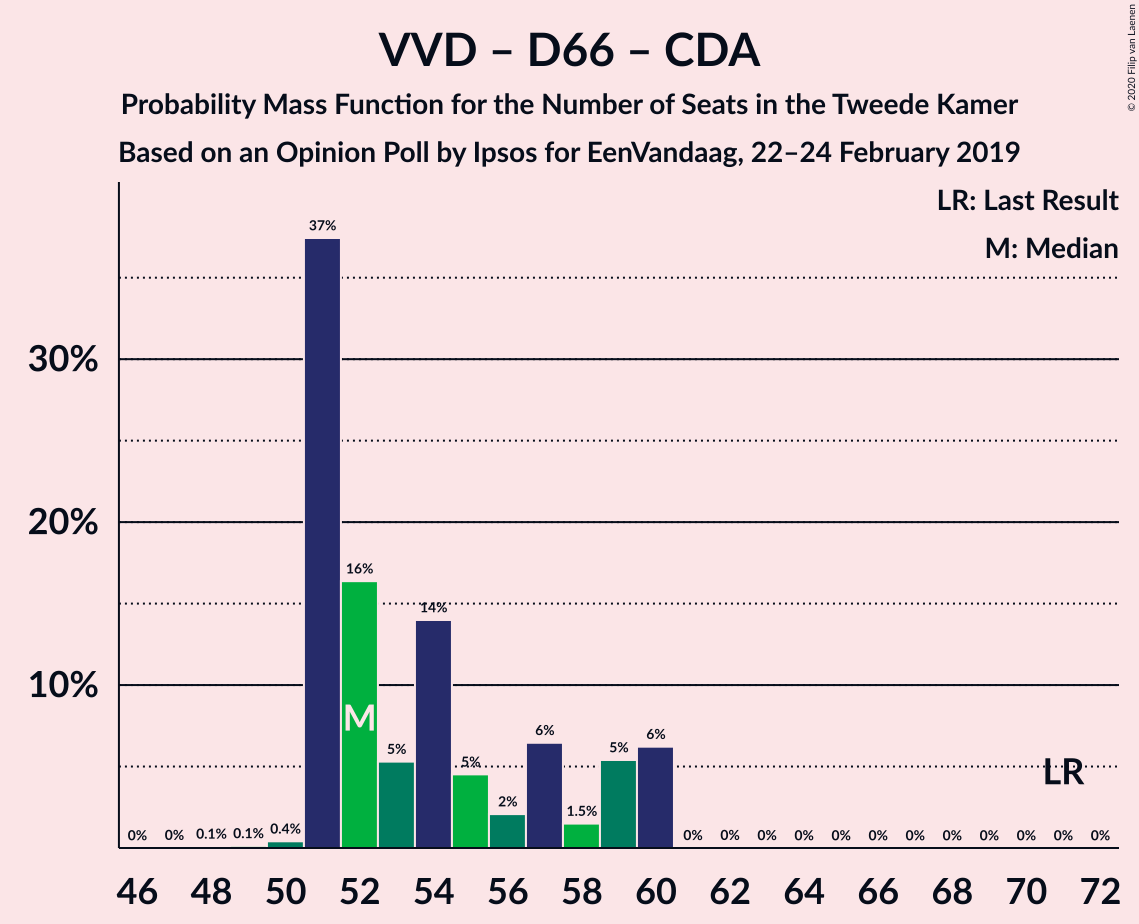 VVD – D66 – CDA
Probability Mass Function for the Number of Seats in the Tweede Kamer
Based on an Opinion Poll by Ipsos for EenVandaag, 22–24 February 2019
© 2020 Filip van Laenen
LR: Last Result
M: Median
37%
30%
20%
16%
14%
10%
M
5%
5%
2%
6%
1.5%
5%
6%
LR
0% 0% 0.1% 0.1% 0.4% 0% 0% 0% 0% 0% 0% 0% 0% 0% 0% 0% 0%
46 48 50 52 54 56 58 60 62 64 66 68 70 72